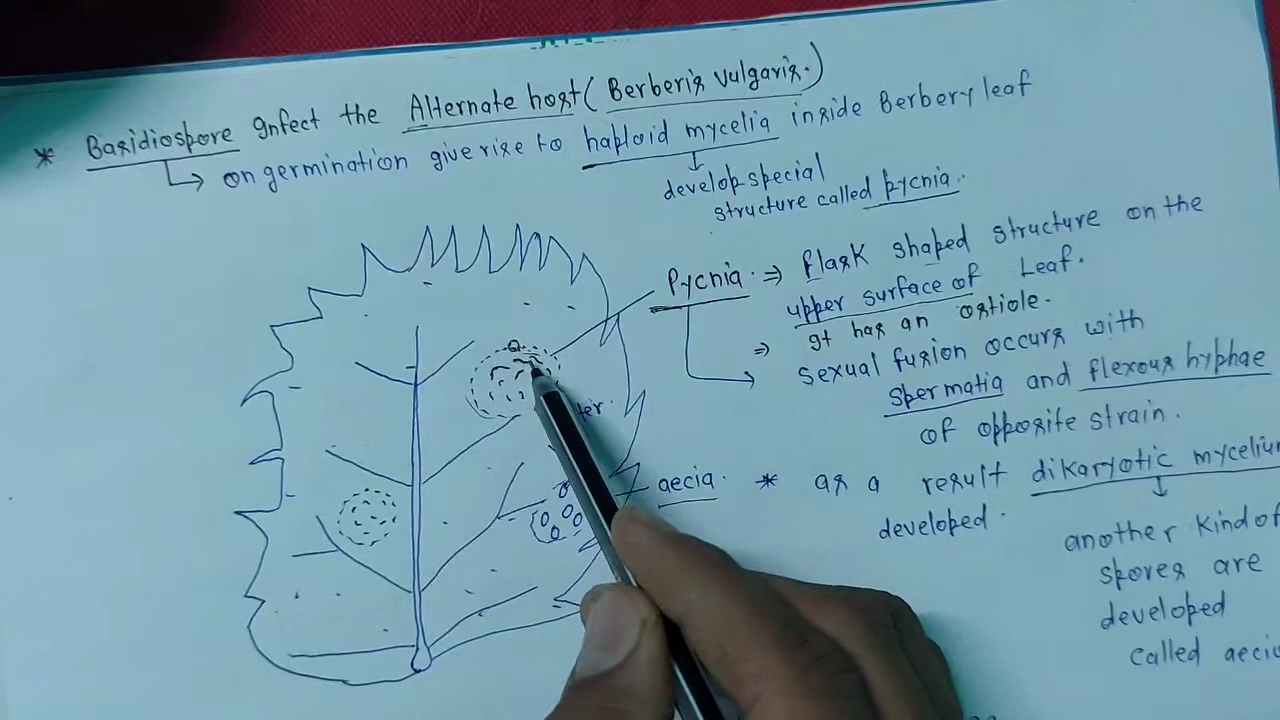 * Basidiospore Infect the Alternate host (Berberis vulgaris.)
→ on germination give rise to haploid mycelia inside Berbery leaf
↓
develop special
structure called pycnia.
Pycnia. ⇒ flask shaped structure on the
upper surface of Leaf.
⇒ It has an ostiole.
→ sexual fusion occurs with
spermatia and flexous hyphae
of opposite strain.
aecia. * as a result dikaryotic mycelium
developed.
↓
another kind of
spores are
developed
called aecio